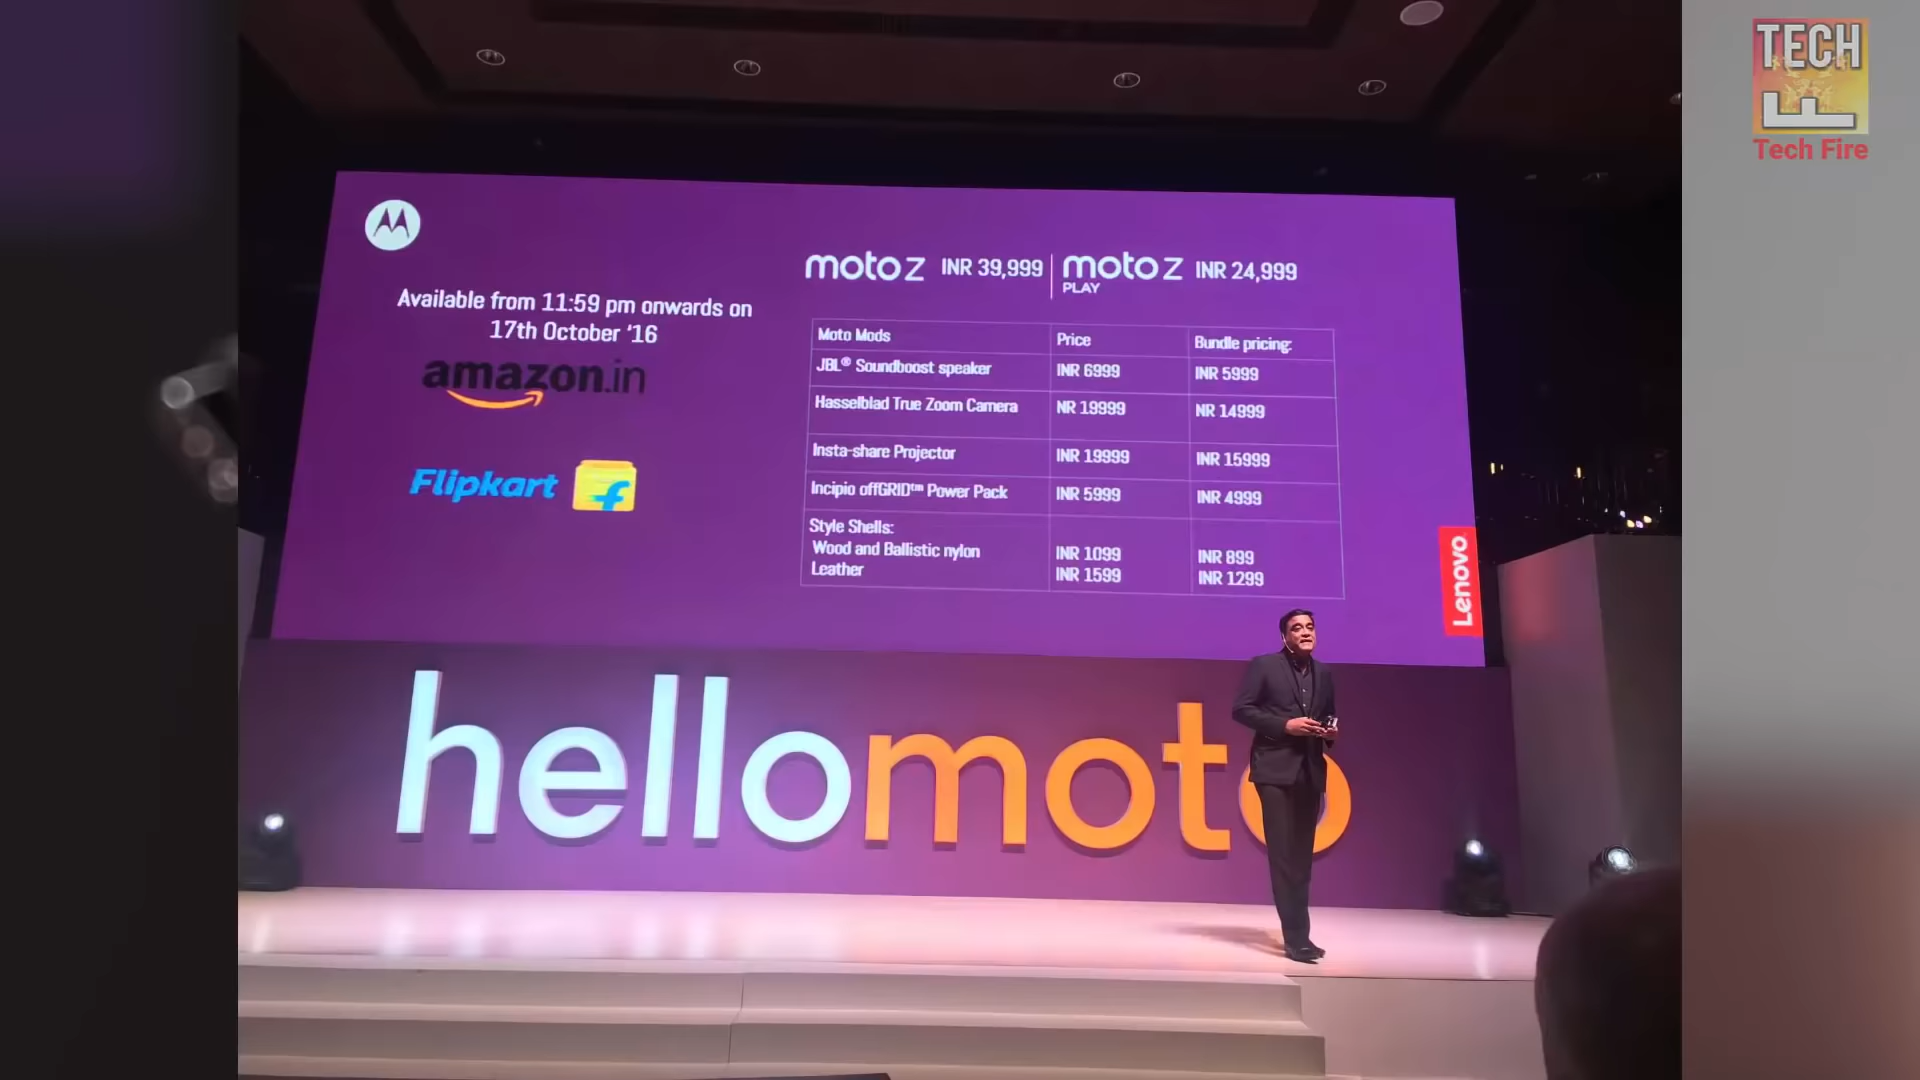 TECH
F
Tech Fire
Available from 11:59 pm onwards on
17th October '16
amazon.in
Flipkart
moto z INR 39,999
moto z INR 24,999
PLAY
Moto Mods Price Bundle pricing:
JBL® Soundboost speaker INR 6999 INR 5999
Hasselblad True Zoom Camera NR 19999 NR 14999
Insta-share Projector INR 19999 INR 15999
Incipio offGRID™ Power Pack INR 5999 INR 4999
Style Shells:
Wood and Ballistic nylon INR 1099 INR 899
Leather INR 1599 INR 1299
Lenovo
hellomoto